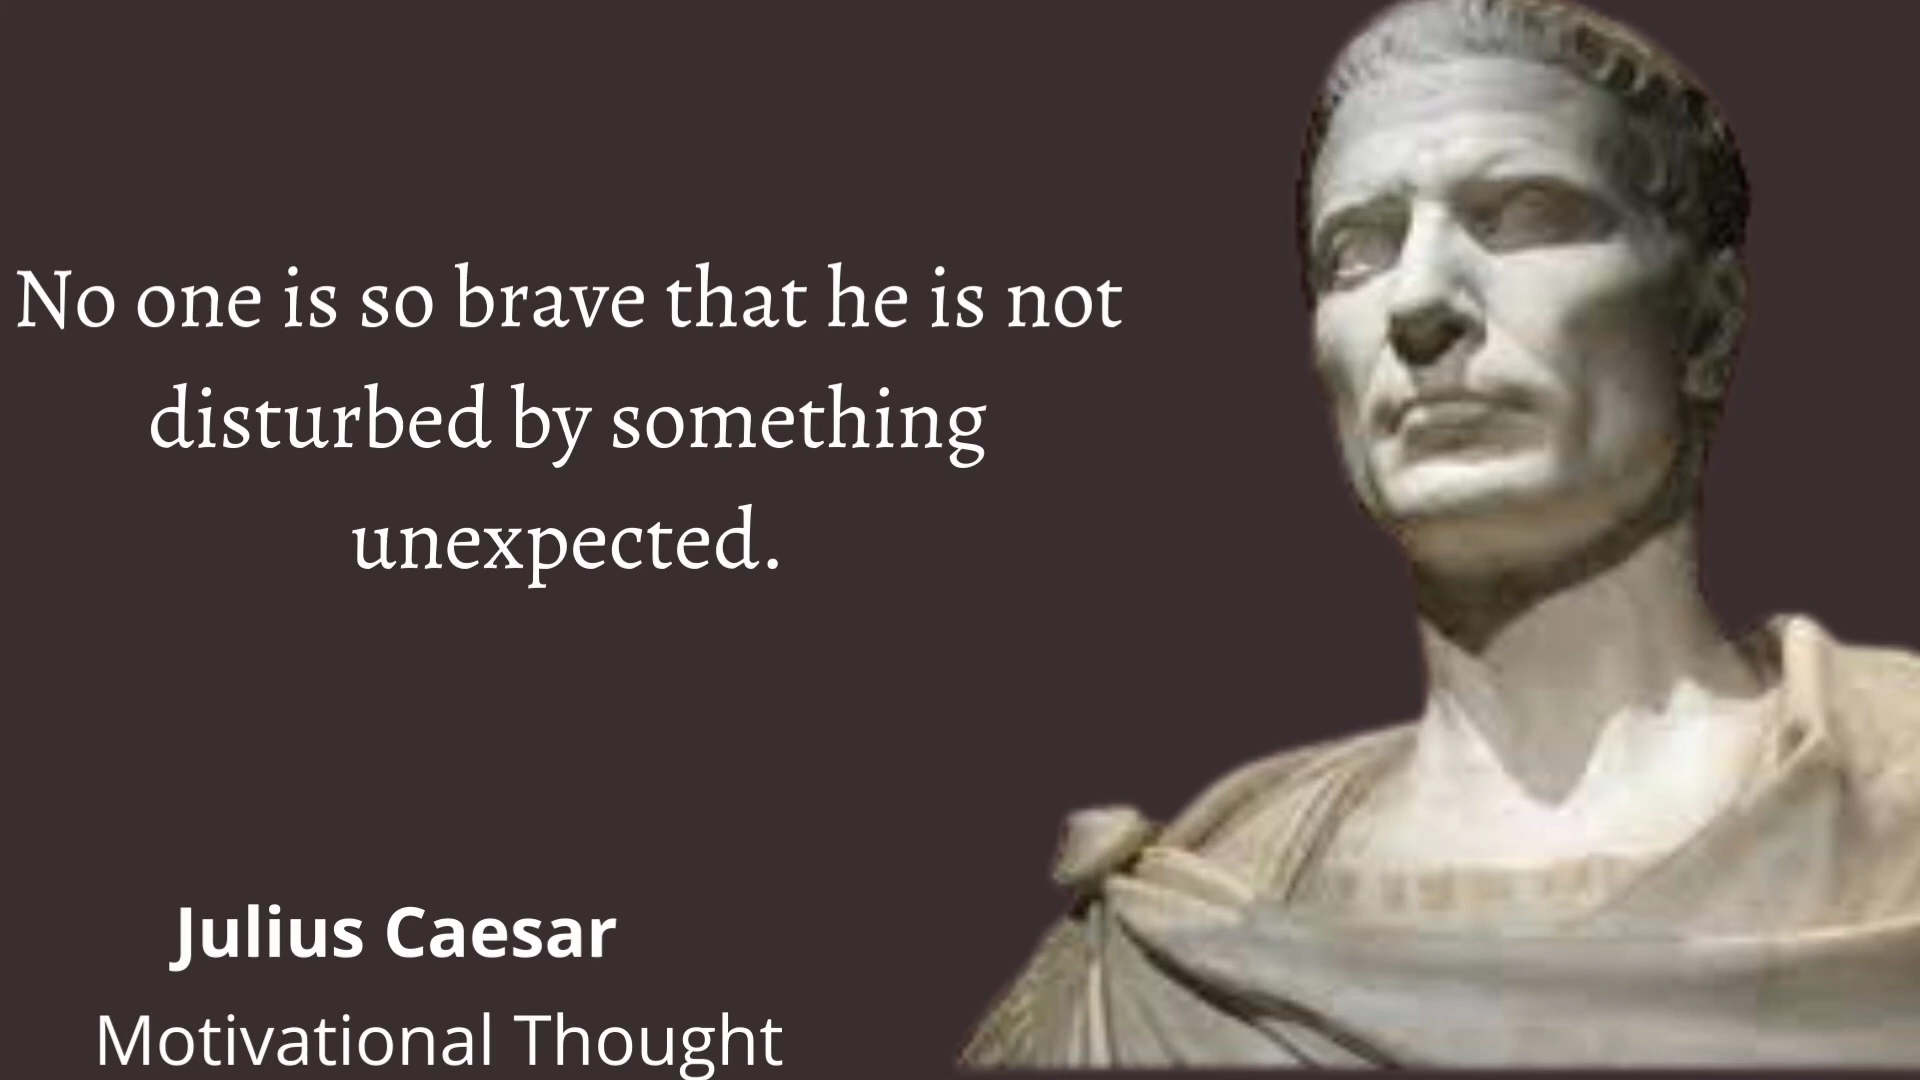 No one is so brave that he is not
disturbed by something
unexpected.
Julius Caesar
Motivational Thought